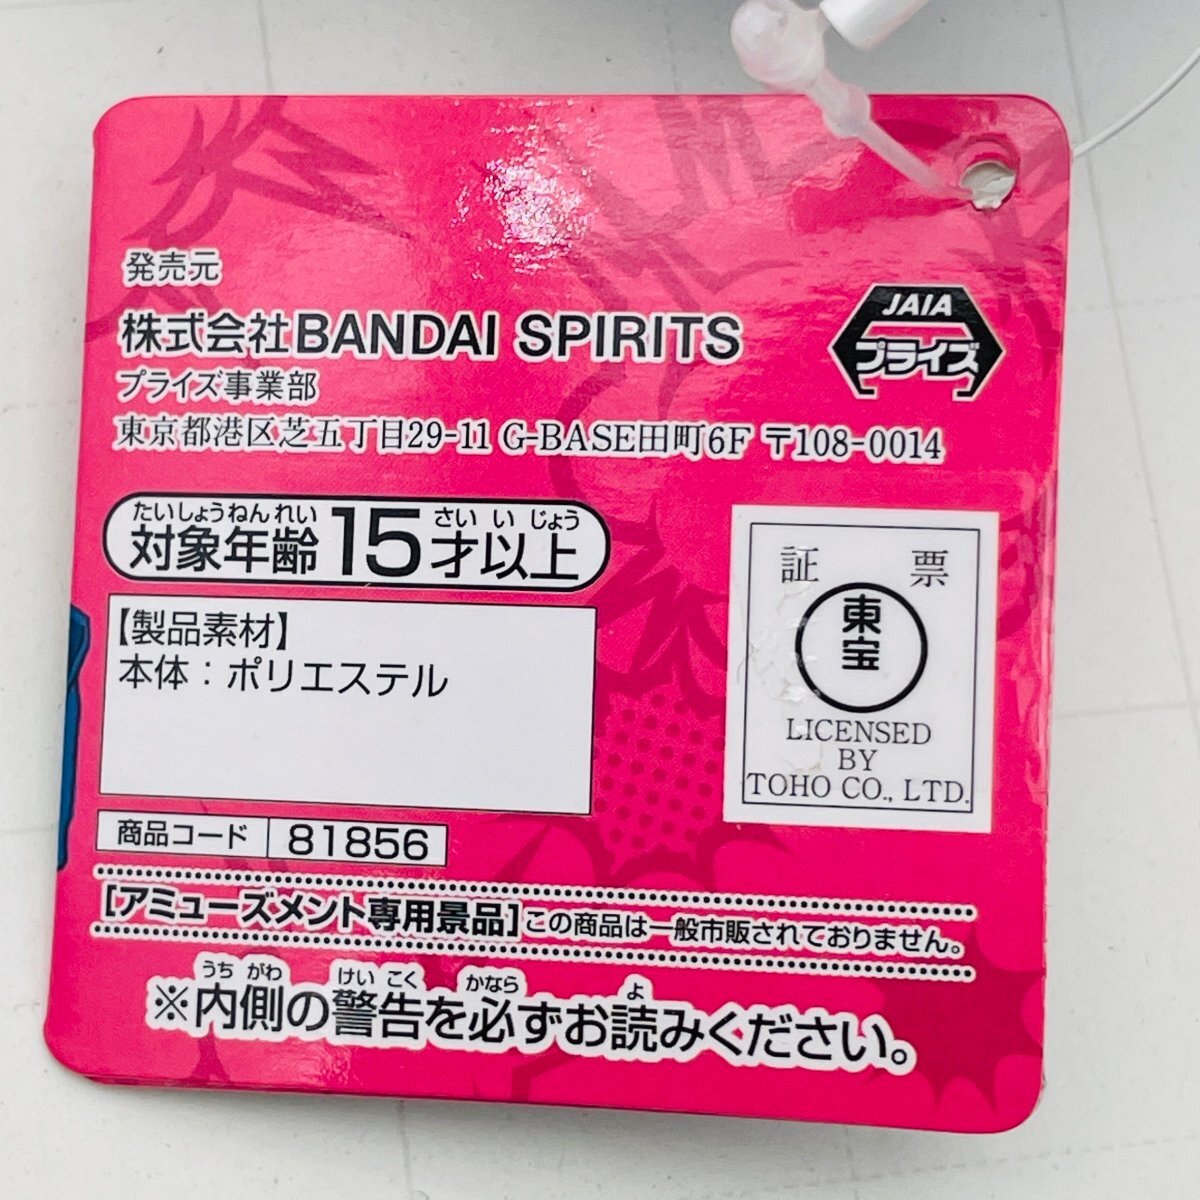 発売元
株式会社BANDAI SPIRITS
プライズ事業部
東京都港区芝五丁目29-11 G-BASE田町6F 〒108-0014
JAIA
プライズ
たいしょうねんれい さい い じょう
対象年齢15才以上
【製品素材】
本体：ポリエステル
証 票
東宝
LICENSED
BY
TOHO CO., LTD.
商品コード 81856
[アミューズメント専用景品]この商品は一般市販されておりません。
うち がわ けい こく かなら よ
※内側の警告を必ずお読みください。